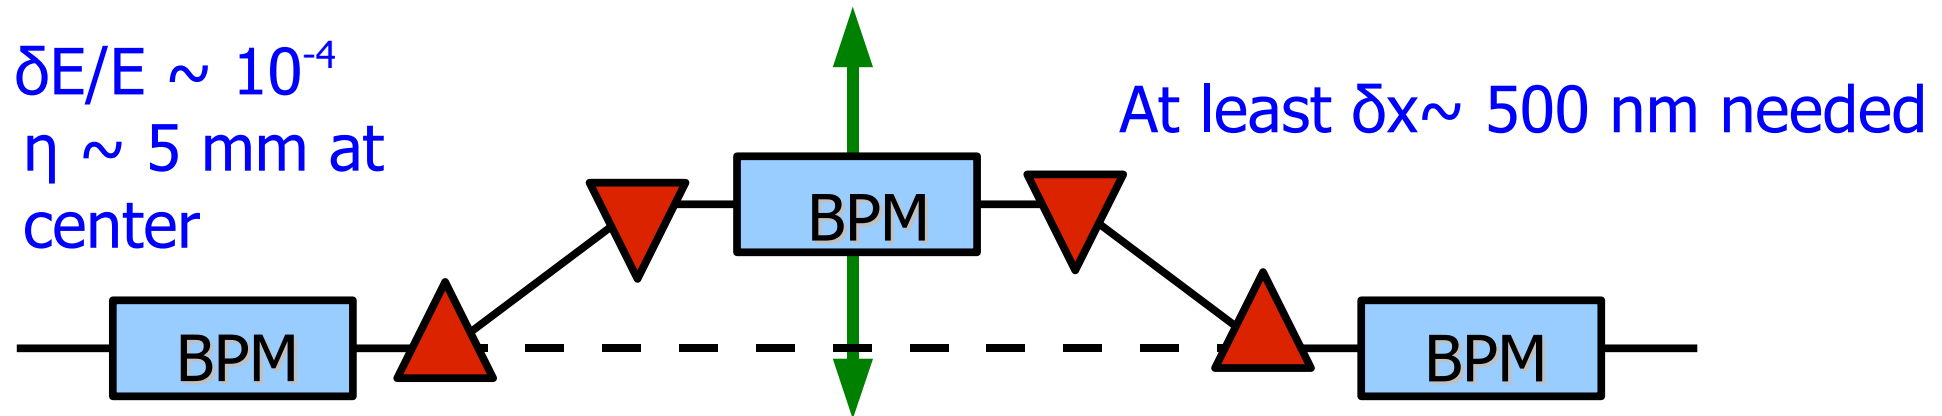 δE/E ~ 10⁻⁴
η ~ 5 mm at
center
At least δx~ 500 nm needed
BPM
BPM
BPM